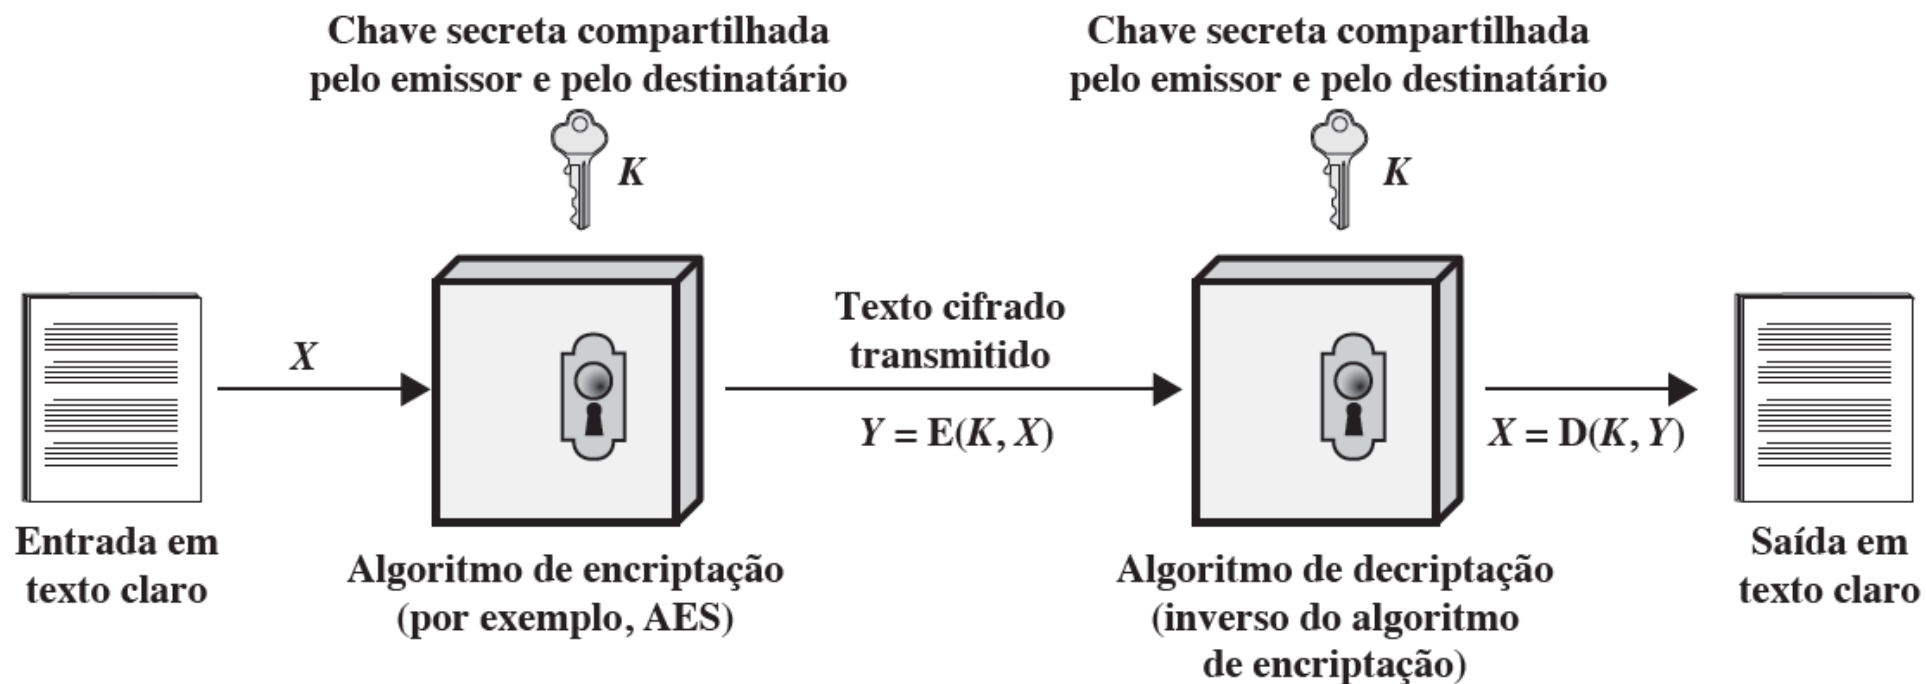 Chave secreta compartilhada
pelo emissor e pelo destinatário
K
Chave secreta compartilhada
pelo emissor e pelo destinatário
K
Entrada em
texto claro
X
Algoritmo de encriptação
(por exemplo, AES)
Texto cifrado
transmitido
Y = E(K, X)
Algoritmo de decriptação
(inverso do algoritmo
de encriptação)
X = D(K, Y)
Saída em
texto claro